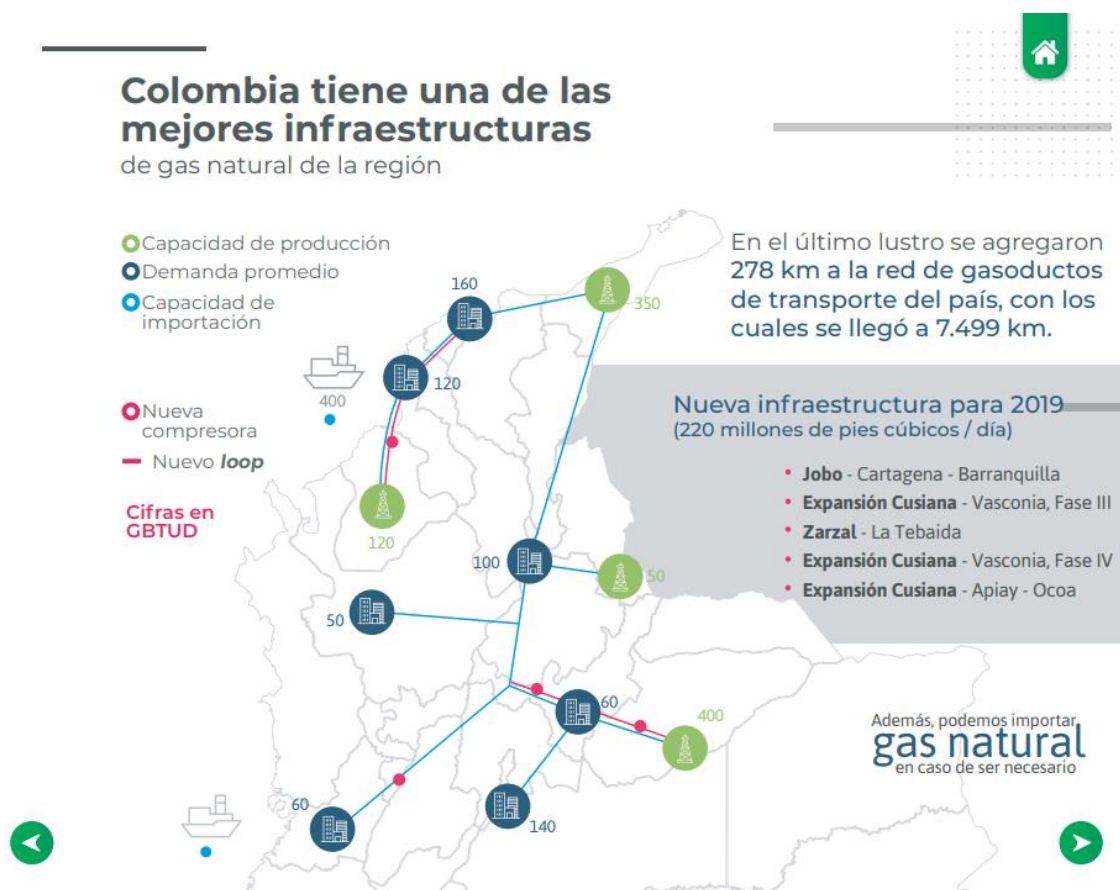 Colombia tiene una de las
mejores infraestructuras
de gas natural de la región
Capacidad de producción
Demanda promedio
Capacidad de
importación
Nueva
compresora
Nuevo loop
Cifras en
GBTUD
160
350
120
400
120
100
50
50
60
400
60
140
En el último lustro se agregaron
278 km a la red de gasoductos
de transporte del país, con los
cuales se llegó a 7.499 km.
Nueva infraestructura para 2019
(220 millones de pies cúbicos / día)
• Jobo - Cartagena - Barranquilla
• Expansión Cusiana - Vasconia, Fase III
• Zarzal - La Tebaida
• Expansión Cusiana - Vasconia, Fase IV
• Expansión Cusiana - Apiay - Ocoa
Además, podemos importar
gas natural
en caso de ser necesario